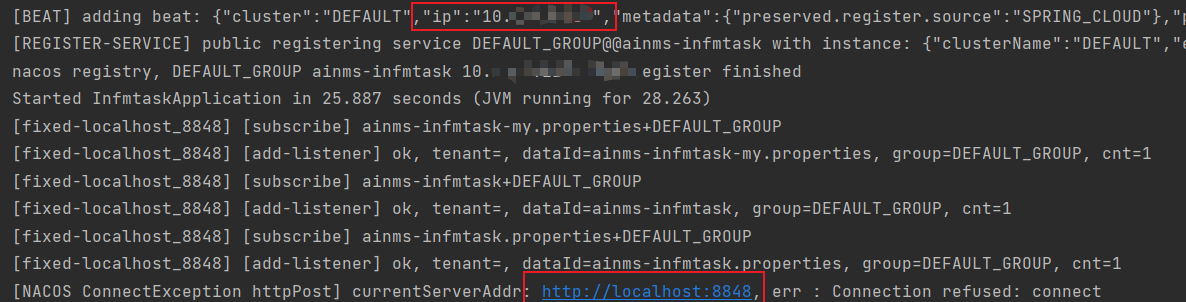 [BEAT] adding beat: {"cluster":"DEFAULT","ip":"10. ","metadata":{"preserved.register.source":"SPRING_CLOUD"},"p
[REGISTER-SERVICE] public registering service DEFAULT_GROUP@@ainms-infmtask with instance: {"clusterName":"DEFAULT","e
nacos registry, DEFAULT_GROUP ainms-infmtask 10. egister finished
Started InfmtaskApplication in 25.887 seconds (JVM running for 28.263)
[fixed-localhost_8848] [subscribe] ainms-infmtask-my.properties+DEFAULT_GROUP
[fixed-localhost_8848] [add-listener] ok, tenant=, dataId=ainms-infmtask-my.properties, group=DEFAULT_GROUP, cnt=1
[fixed-localhost_8848] [subscribe] ainms-infmtask+DEFAULT_GROUP
[fixed-localhost_8848] [add-listener] ok, tenant=, dataId=ainms-infmtask, group=DEFAULT_GROUP, cnt=1
[fixed-localhost_8848] [subscribe] ainms-infmtask.properties+DEFAULT_GROUP
[fixed-localhost_8848] [add-listener] ok, tenant=, dataId=ainms-infmtask.properties, group=DEFAULT_GROUP, cnt=1
[NACOS ConnectException httpPost] currentServerAddr: http://localhost:8848, err : Connection refused: connect